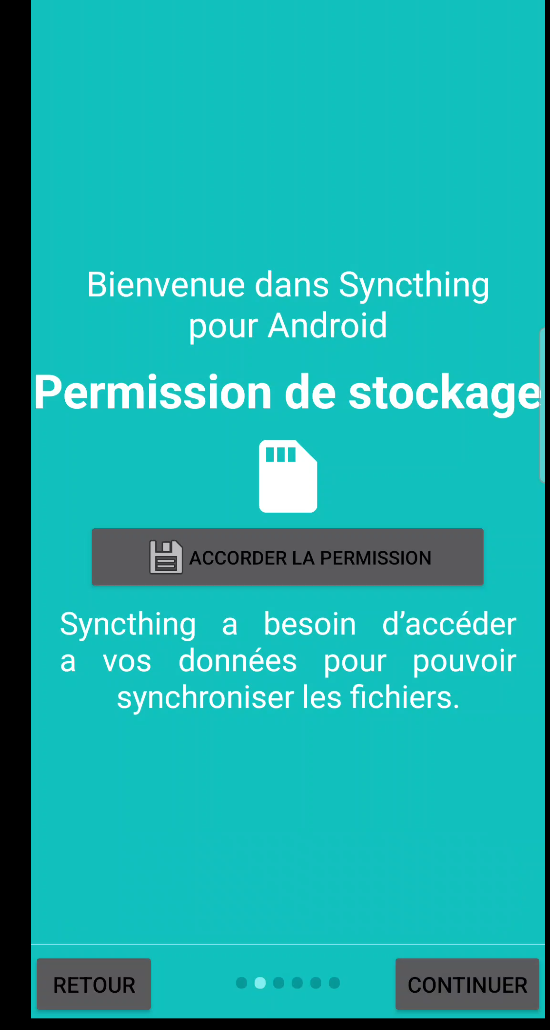 Bienvenue dans Syncthing
pour Android
Permission de stockage
ACCORDER LA PERMISSION
Syncthing a besoin d’accéder
a vos données pour pouvoir
synchroniser les fichiers.
RETOUR
CONTINUER